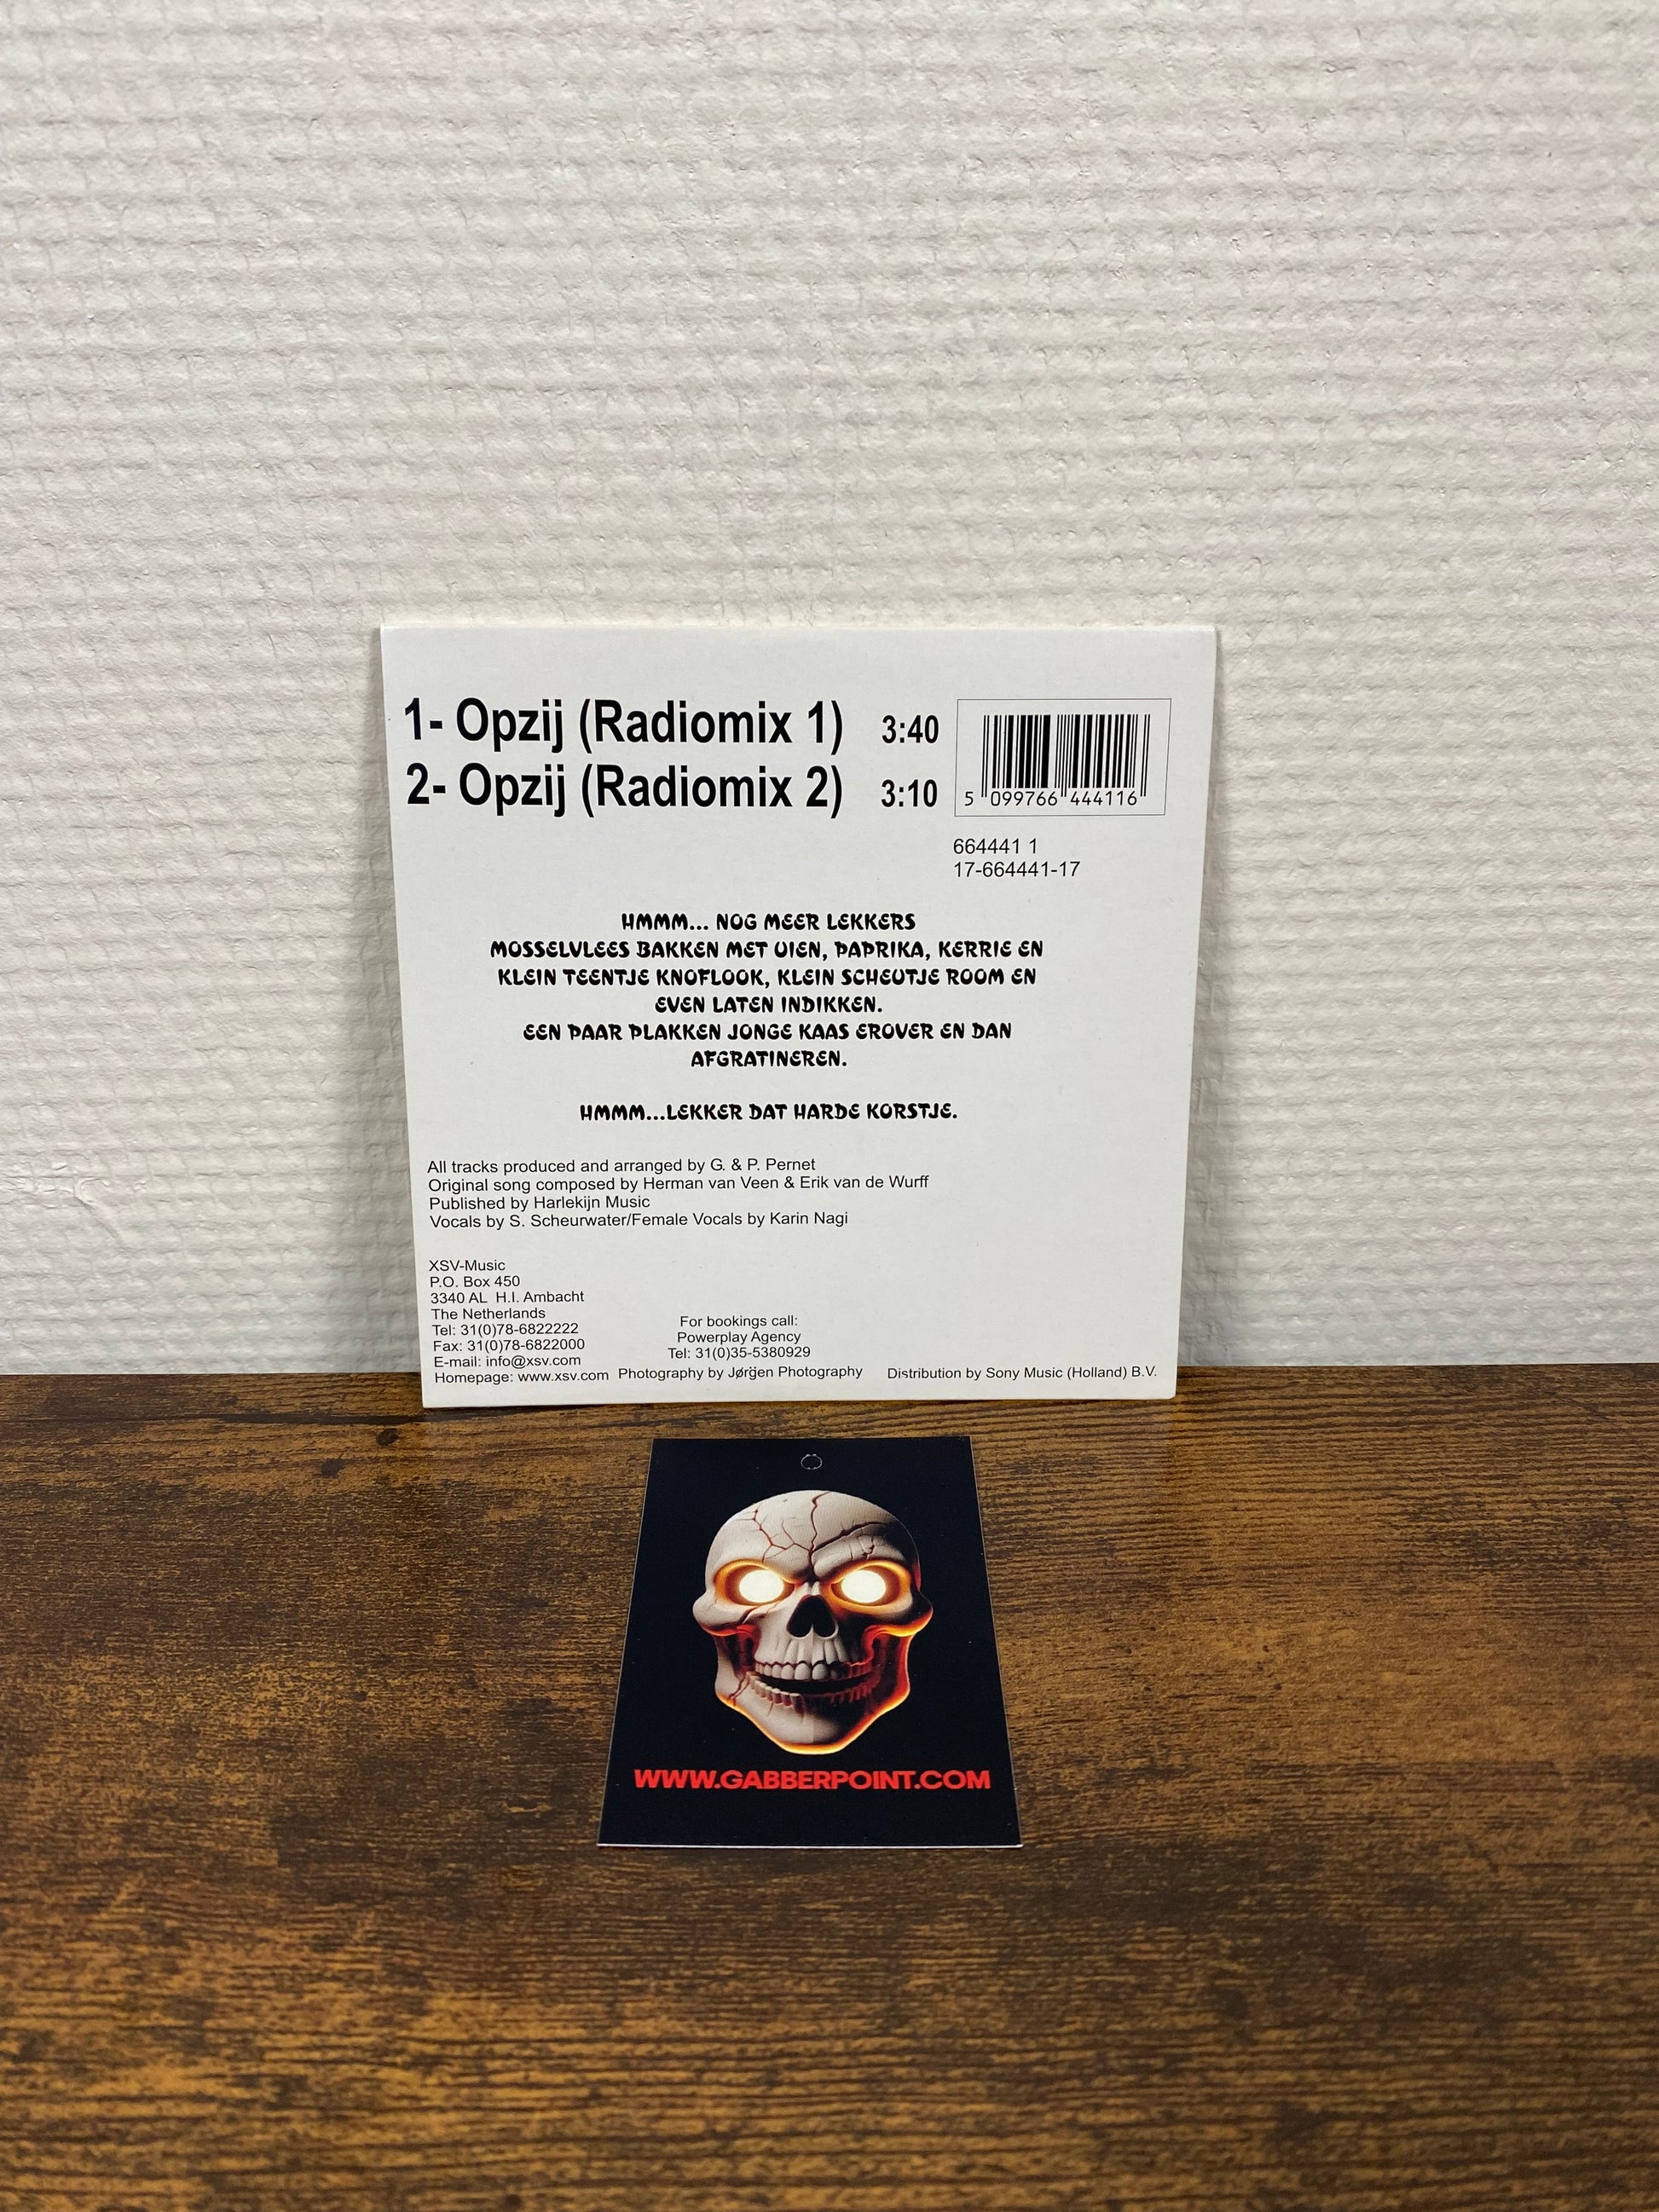 1- Opzij (Radiomix 1) 3:40
2- Opzij (Radiomix 2) 3:10
5 099766 444116
664441 1
17-664441-17
HMMM... NOG MEER LEKKERS
MOSSELVLEES BAKKEN MET UIEN, PAPRIKA, KERRIE EN
KLEIN TEENTJE KNOFLOOK, KLEIN SCHEUTJE ROOM EN
EVEN LATEN INDIKKEN.
EEN PAAR PLAKKEN JONGE KAAS EROVER EN DAN
AFGRATINEREN.
HMMM...LEKKER DAT HARDE KORSTJE.
All tracks produced and arranged by G. & P. Pernet
Original song composed by Herman van Veen & Erik van de Wurff
Published by Harlekijn Music
Vocals by S. Scheurwater/Female Vocals by Karin Nagi
XSV-Music
P.O. Box 450
3340 AL H.I. Ambacht
The Netherlands
Tel: 31(0)78-6822222
Fax: 31(0)78-6822000
E-mail: info@xsv.com
Homepage: www.xsv.com
For bookings call:
Powerplay Agency
Tel: 31(0)35-5380929
Photography by Jørgen Photography
Distribution by Sony Music (Holland) B.V.
WWW.GABBERPOINT.COM